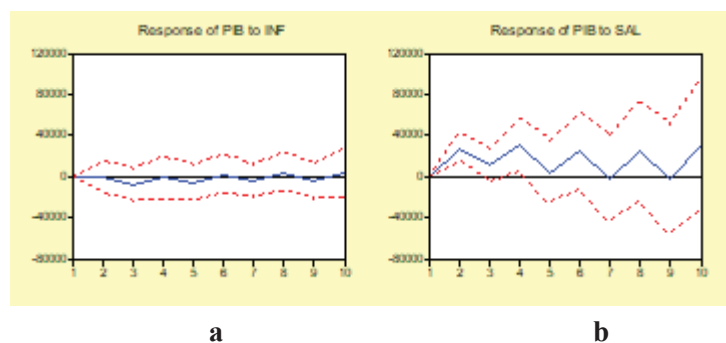 Response of PIB to INF
120000
80000
40000
0
-40000
-80000
1 2 3 4 5 6 7 8 9 10
Response of PIB to SAL
120000
80000
40000
0
-40000
-80000
1 2 3 4 5 6 7 8 9 10
a
b